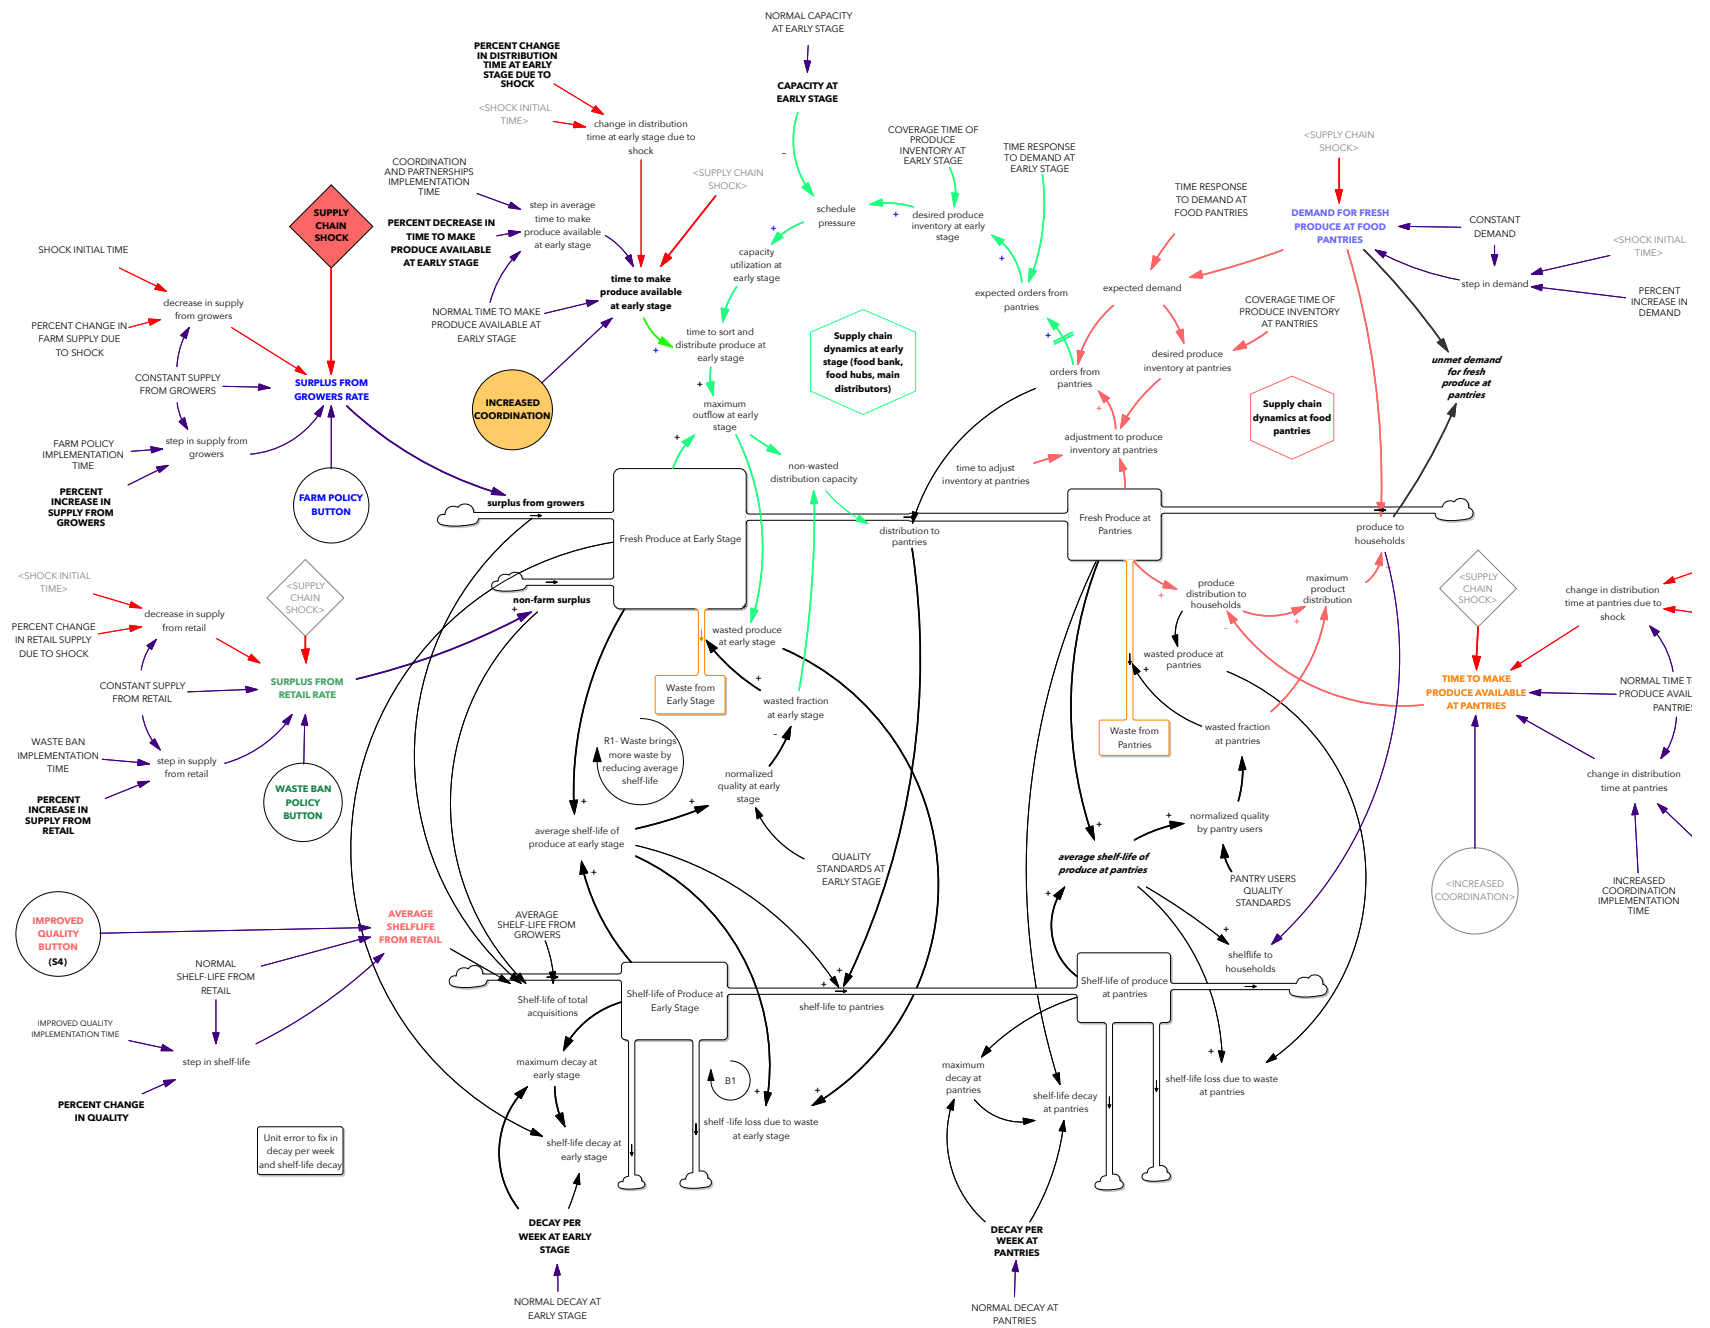 NORMAL CAPACITY
AT EARLY STAGE
PERCENT CHANGE
IN DISTRIBUTION
TIME AT EARLY
STAGE DUE TO
SHOCK
CAPACITY AT
EARLY STAGE
<SHOCK INITIAL
TIME>
change in distribution
time at early stage due to
shock
COVERAGE TIME OF
PRODUCE
INVENTORY AT
EARLY STAGE
TIME RESPONSE
TO DEMAND AT
EARLY STAGE
<SUPPLY CHAIN
SHOCK>
COORDINATION
AND PARTNERSHIPS
IMPLEMENTATION
TIME
<SUPPLY CHAIN
SHOCK>
TIME RESPONSE
TO DEMAND AT
FOOD PANTRIES
SUPPLY
CHAIN
SHOCK
step in average
time to make
produce available
at early stage
PERCENT DECREASE IN
TIME TO MAKE
PRODUCE AVAILABLE
AT EARLY STAGE
schedule
pressure
desired produce
inventory at early
stage
DEMAND FOR FRESH
PRODUCE AT FOOD
PANTRIES
CONSTANT
DEMAND
<SHOCK INITIAL
TIME>
SHOCK INITIAL TIME
capacity
utilization at
early stage
time to make
produce available
at early stage
expected orders from
pantries
expected demand
step in demand
PERCENT
INCREASE IN
DEMAND
decrease in supply
from growers
PERCENT CHANGE IN
FARM SUPPLY DUE
TO SHOCK
NORMAL TIME TO MAKE
PRODUCE AVAILABLE AT
EARLY STAGE
COVERAGE TIME OF
PRODUCE INVENTORY
AT PANTRIES
time to sort and
distribute produce at
early stage
Supply chain
dynamics at early
stage (food bank,
food hubs, main
distributors)
desired produce
inventory at pantries
unmet demand
for fresh
produce at
pantries
CONSTANT SUPPLY
FROM GROWERS
SURPLUS FROM
GROWERS RATE
orders from
pantries
INCREASED
COORDINATION
maximum
outflow at early
stage
Supply chain
dynamics at food
pantries
FARM POLICY
IMPLEMENTATION
TIME
step in supply from
growers
adjustment to produce
inventory at pantries
time to adjust
inventory at pantries
non-wasted
distribution capacity
PERCENT
INCREASE IN
SUPPLY FROM
GROWERS
FARM POLICY
BUTTON
surplus from growers
Fresh Produce at Early Stage
distribution to
pantries
Fresh Produce at
Pantries
produce to
households
<SHOCK INITIAL
TIME>
<SUPPLY
CHAIN
SHOCK>
non-farm surplus
decrease in supply
from retail
PERCENT CHANGE
IN RETAIL SUPPLY
DUE TO SHOCK
wasted produce
at early stage
produce
distribution to
households
maximum
product
distribution
<SUPPLY
CHAIN
SHOCK>
change in distribution
time at pantries due to
shock
wasted produce at
pantries
CONSTANT SUPPLY
FROM RETAIL
SURPLUS FROM
RETAIL RATE
Waste from
Early Stage
wasted fraction
at early stage
TIME TO MAKE
PRODUCE AVAILABLE
AT PANTRIES
NORMAL TIME
PRODUCE AVAIL
PANTRIES
Waste from
Pantries
wasted fraction
at pantries
R1- Waste brings
more waste by
reducing average
shelf-life
WASTE BAN
IMPLEMENTATION
TIME
step in supply
from retail
normalized
quality at early
stage
change in distribution
time at pantries
PERCENT
INCREASE IN
SUPPLY FROM
RETAIL
WASTE BAN
POLICY
BUTTON
average shelf-life of
produce at early stage
normalized quality
by pantry users
QUALITY
STANDARDS AT
EARLY STAGE
average shelf-life of
produce at pantries
PANTRY USERS
QUALITY
STANDARDS
<INCREASED
COORDINATION>
INCREASED
COORDINATION
IMPLEMENTATION
TIME
IMPROVED
QUALITY
BUTTON
(S4)
AVERAGE
SHELFLIFE
FROM RETAIL
AVERAGE
SHELF-LIFE FROM
GROWERS
NORMAL
SHELF-LIFE FROM
RETAIL
shelflife to
households
Shelf-life of total
acquisitions
Shelf-life of Produce at
Early Stage
shelf-life to pantries
Shelf-life of produce
at pantries
IMPROVED QUALITY
IMPLEMENTATION TIME
step in shelf-life
maximum decay at
early stage
B1
maximum
decay at
pantries
shelf-life loss due to waste
at pantries
PERCENT CHANGE
IN QUALITY
shelf-life decay
at pantries
shelf -life loss due to waste
at early stage
Unit error to fix in
decay per week
and shelf-life decay
shelf-life decay at
early stage
DECAY PER
WEEK AT EARLY
STAGE
DECAY PER
WEEK AT
PANTRIES
NORMAL DECAY AT
EARLY STAGE
NORMAL DECAY AT
PANTRIES